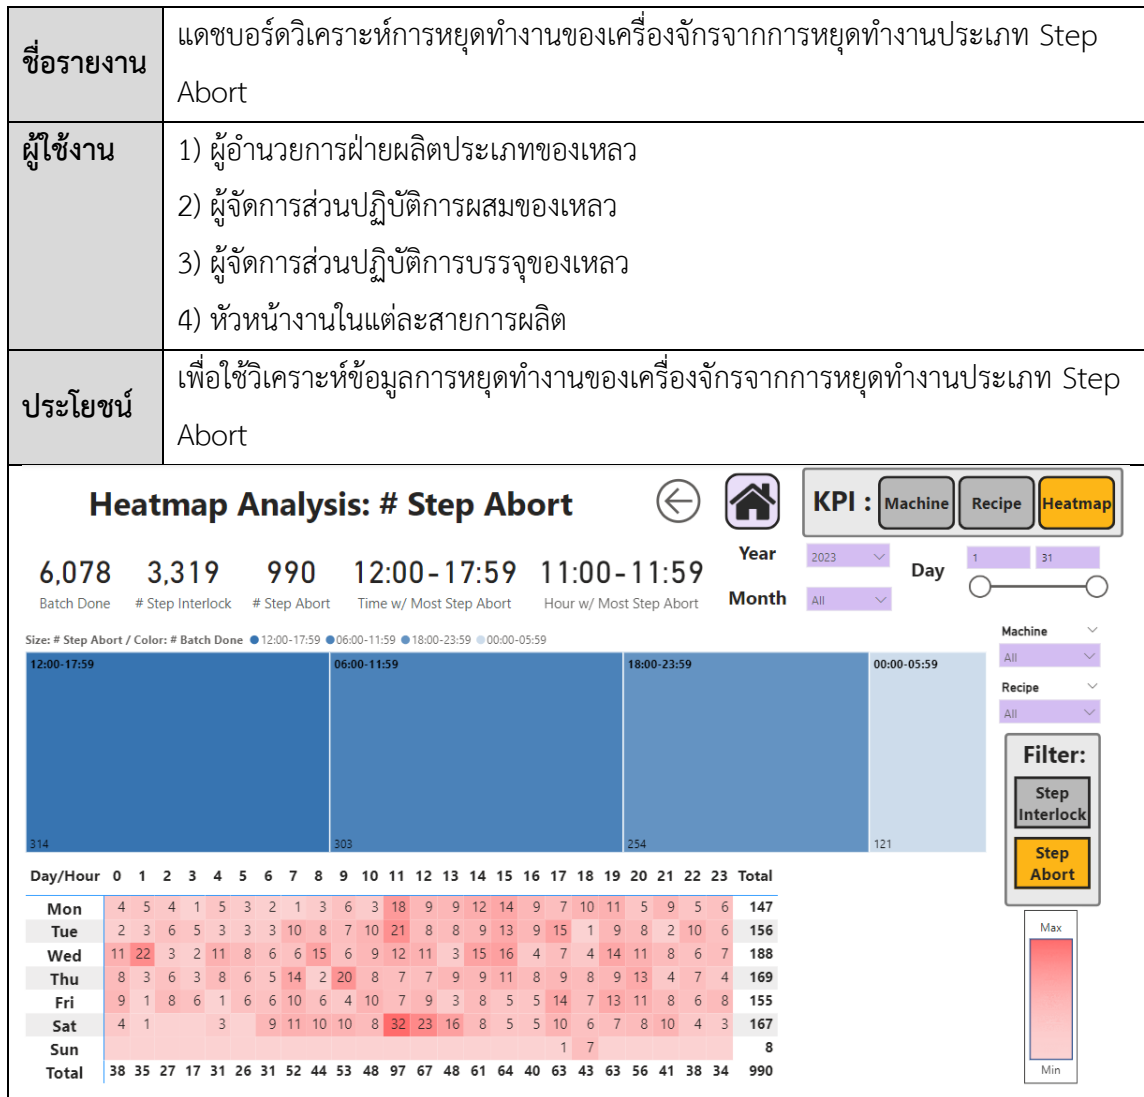 ชื่อรายงาน
แดชบอร์ดวิเคราะห์การหยุดทำงานของเครื่องจักรจากการหยุดทำงานประเภท Step
Abort
ผู้ใช้งาน
1) ผู้อำนวยการฝ่ายผลิตประเภทของเหลว
2) ผู้จัดการส่วนปฏิบัติการผสมของเหลว
3) ผู้จัดการส่วนปฏิบัติการบรรจุของเหลว
4) หัวหน้างานในแต่ละสายการผลิต
ประโยชน์
เพื่อใช้วิเคราะห์ข้อมูลการหยุดทำงานของเครื่องจักรจากการหยุดทำงานประเภท Step
Abort
Heatmap Analysis: # Step Abort
KPI : Machine Recipe Heatmap
6,078 3,319 990 12:00-17:59 11:00-11:59
Batch Done # Step Interlock # Step Abort Time w/ Most Step Abort Hour w/ Most Step Abort
Year 2023
Day 1 31
Month All
Size: # Step Abort / Color: # Batch Done 12:00-17:59 06:00-11:59 18:00-23:59 00:00-05:59
12:00-17:59 06:00-11:59 18:00-23:59 00:00-05:59
314 303 254 121
Machine
All
Recipe
All
Filter:
Step
Interlock
Step
Abort
Day/Hour 0 1 2 3 4 5 6 7 8 9 10 11 12 13 14 15 16 17 18 19 20 21 22 23 Total
Mon 4 5 4 1 5 3 2 1 3 6 3 18 9 9 12 14 9 7 10 11 5 9 5 6 147
Tue 2 3 6 5 3 3 3 10 8 7 10 21 8 8 9 13 9 15 1 9 8 2 10 6 156
Wed 11 22 3 2 11 8 6 6 15 6 9 12 11 3 15 16 4 7 4 14 11 8 6 7 188
Thu 8 3 6 3 8 6 5 14 2 20 8 7 7 9 9 11 8 9 8 9 13 4 7 4 169
Fri 9 1 8 6 1 6 6 10 6 4 10 7 9 3 8 5 5 14 7 13 11 8 6 8 155
Sat 4 1 3 9 11 10 10 8 32 23 16 8 5 5 10 6 7 8 10 4 3 167
Sun 1 7 8
Total 38 35 27 17 31 26 31 52 44 53 48 97 67 48 61 64 40 63 43 63 56 41 38 34 990
Max
Min